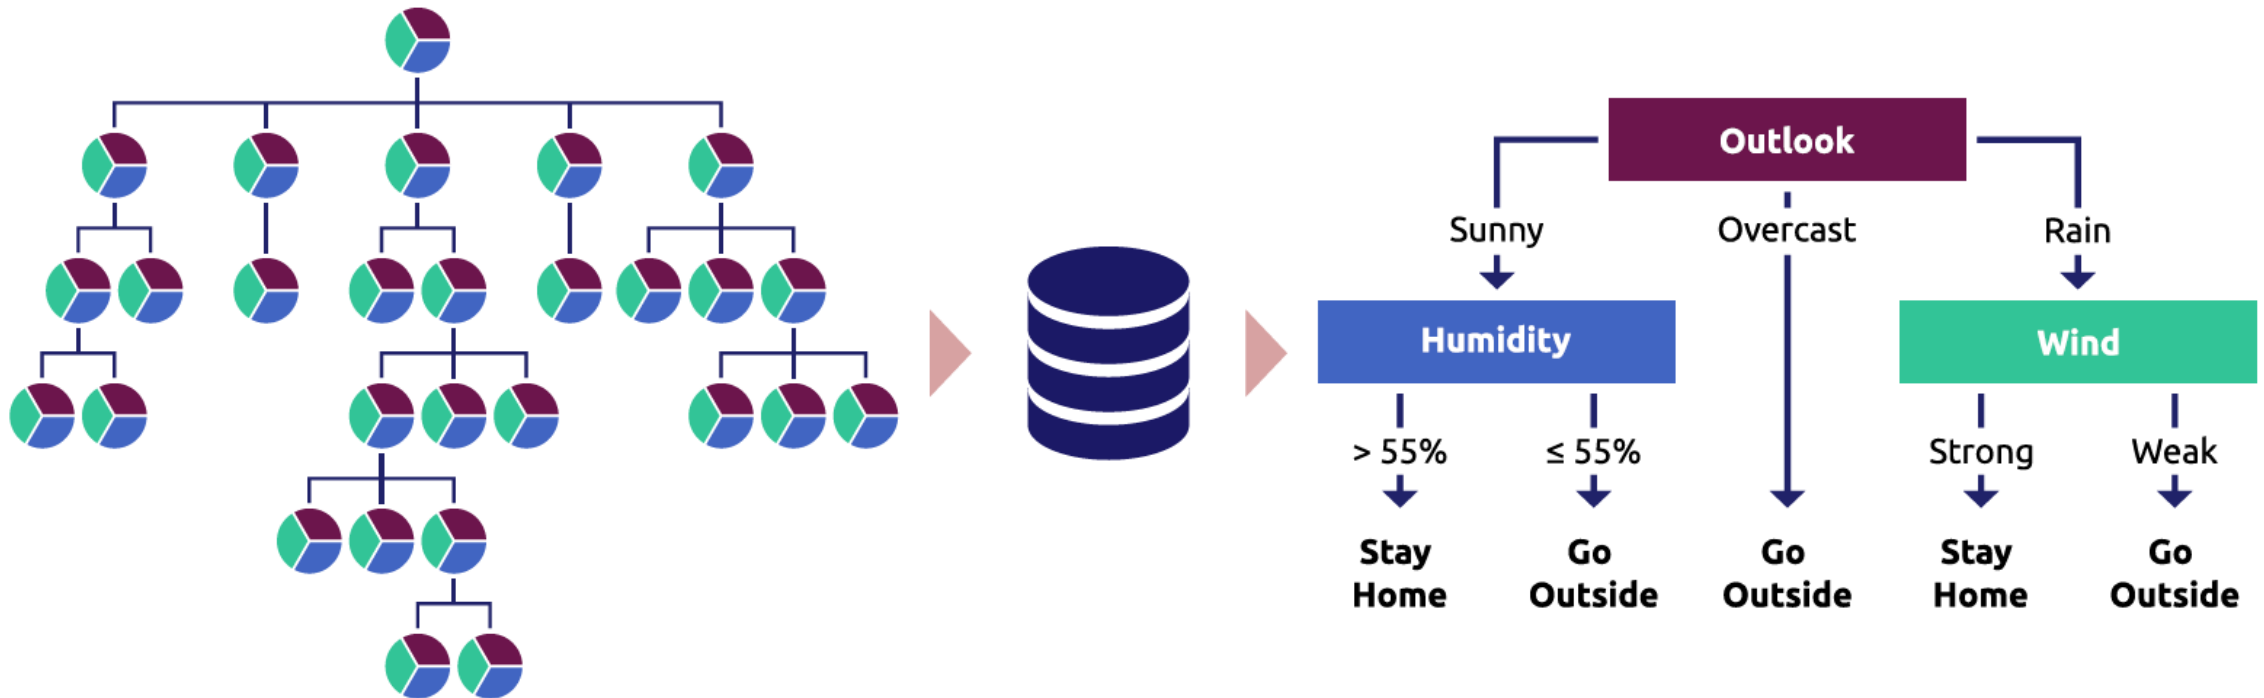 Outlook
Sunny
Overcast
Rain
Humidity
Wind
> 55%
≤ 55%
Strong
Weak
Stay
Home
Go
Outside
Go
Outside
Stay
Home
Go
Outside